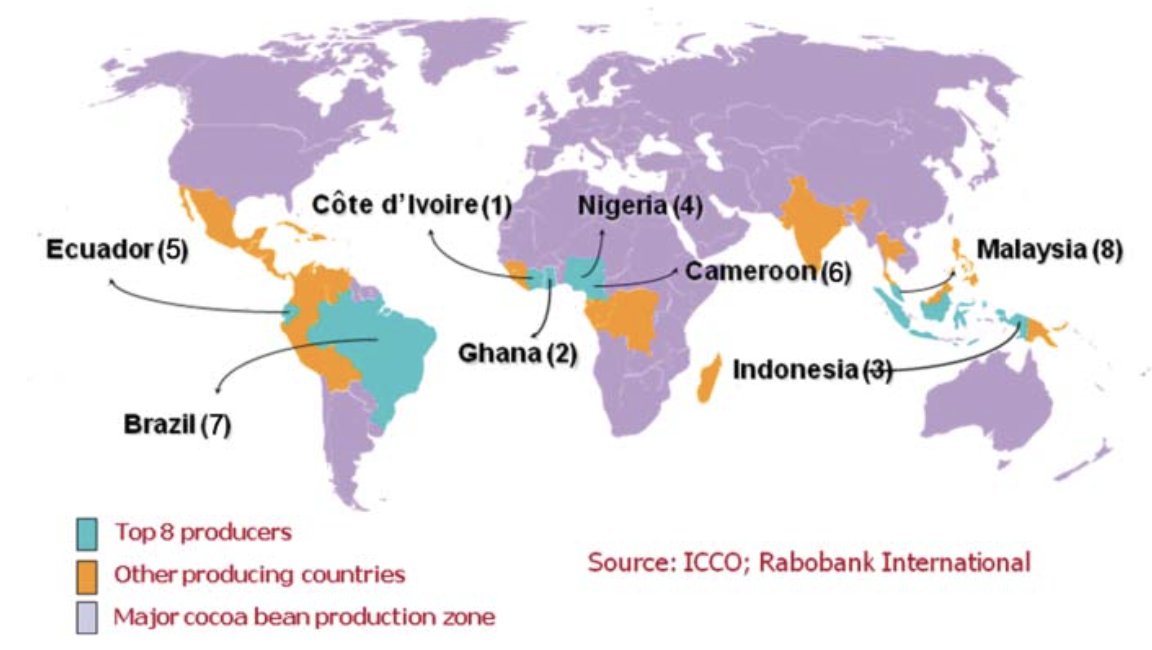 Côte d’Ivoire (1)
Nigeria (4)
Ecuador (5)
Malaysia (8)
Cameroon (6)
Ghana (2)
Indonesia (3)
Brazil (7)
Top 8 producers
Other producing countries
Major cocoa bean production zone
Source: ICCO; Rabobank International